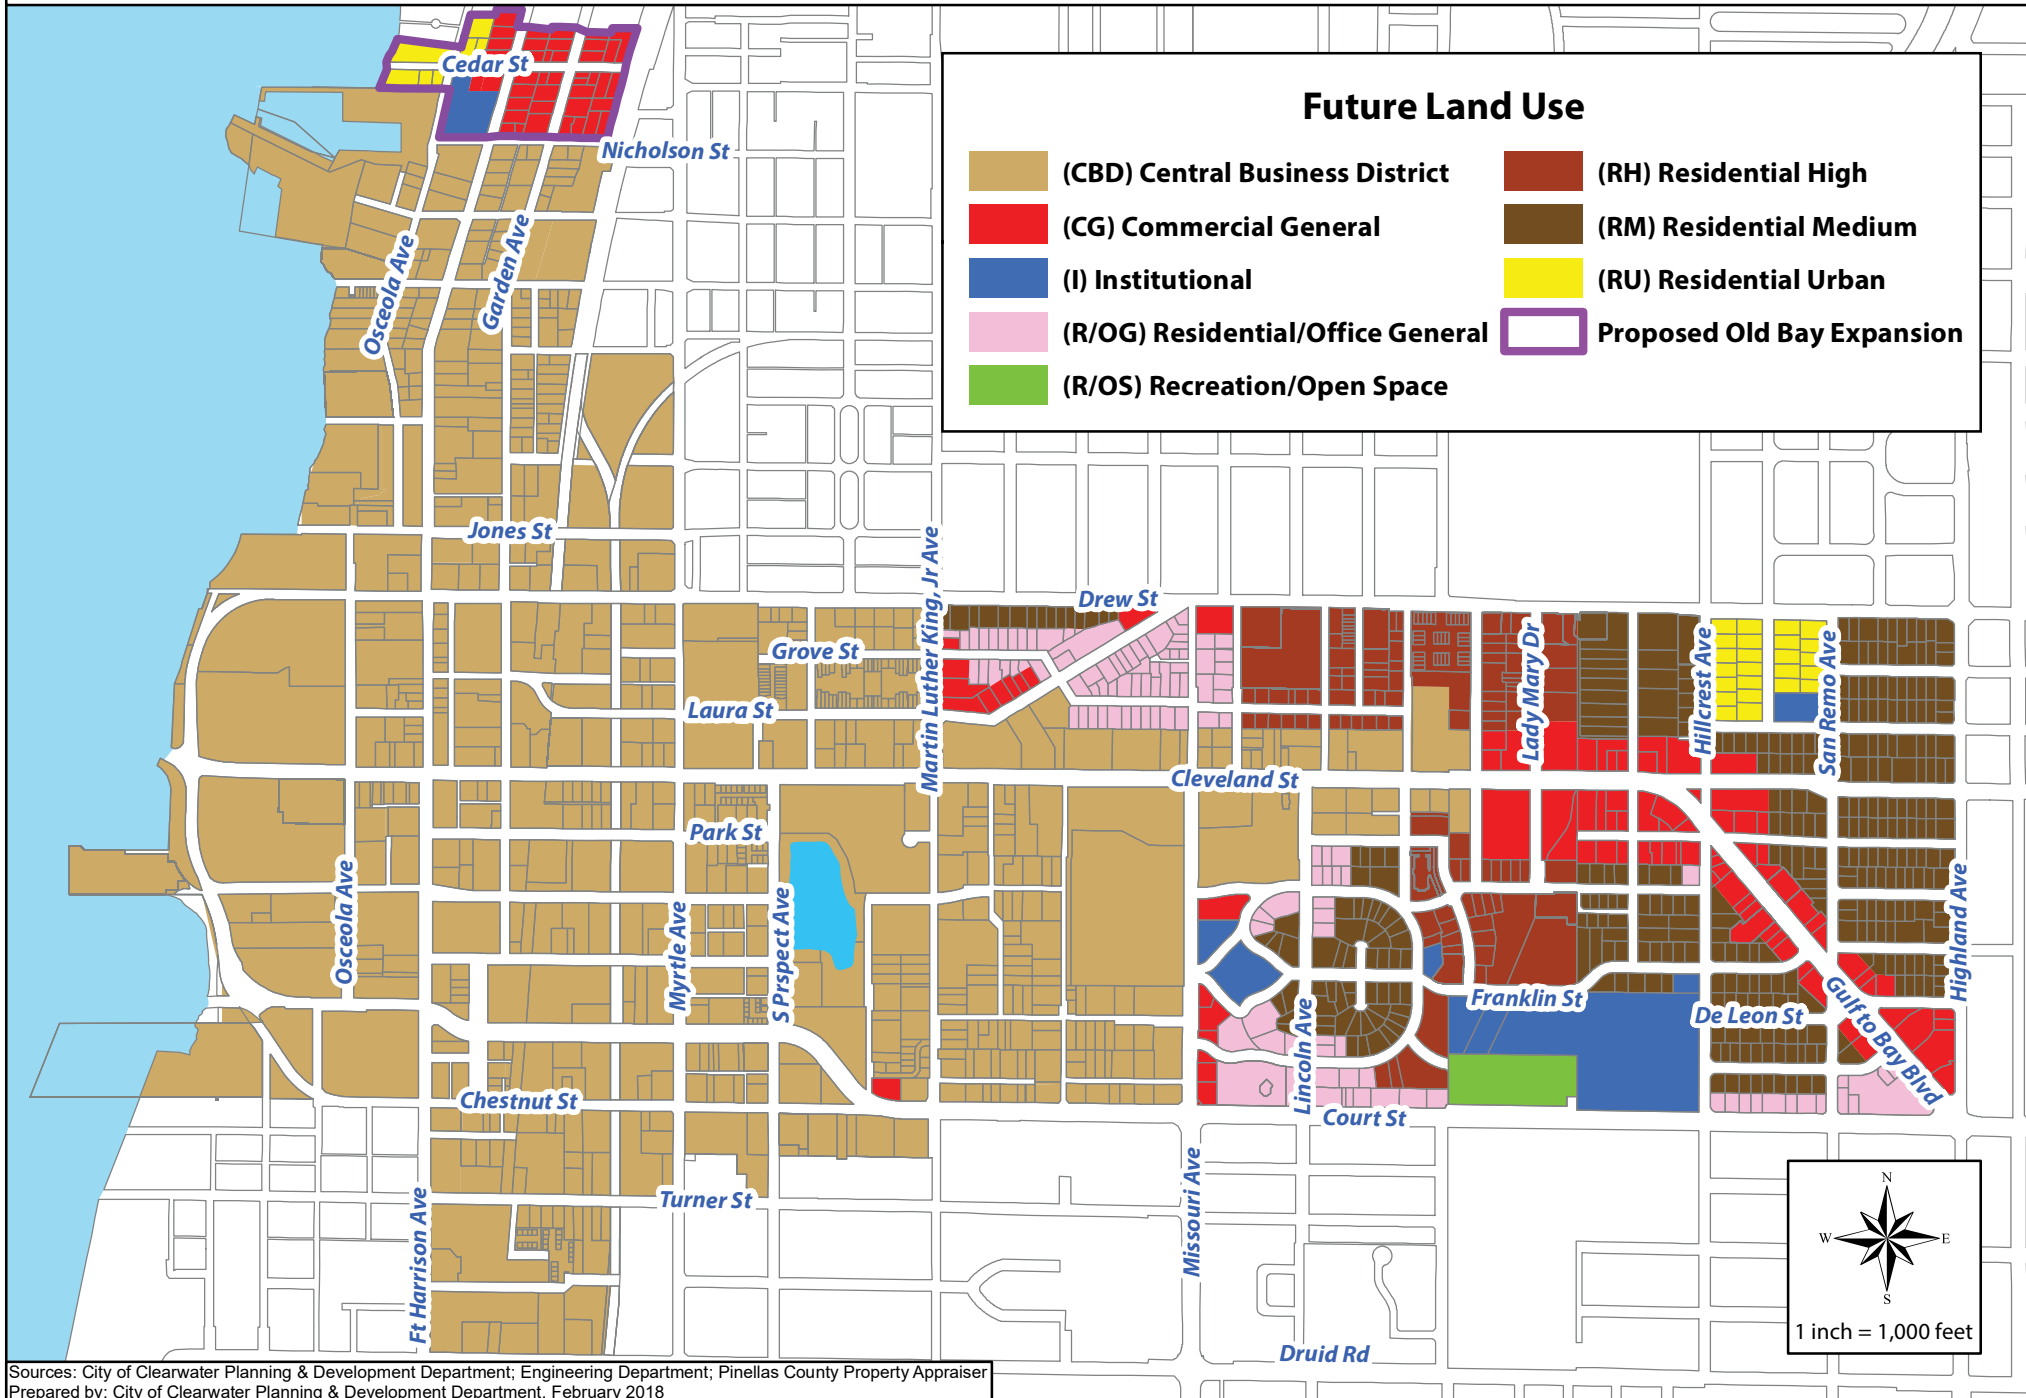 Cedar St
Nicholson St
Future Land Use
(CBD) Central Business District
(CG) Commercial General
(I) Institutional
(R/OG) Residential/Office General
(R/OS) Recreation/Open Space
(RH) Residential High
(RM) Residential Medium
(RU) Residential Urban
Proposed Old Bay Expansion
Osceola Ave
Garden Ave
Jones St
Martin Luther King, Jr Ave
Drew St
Grove St
Laura St
Lady Mary Dr
Hillcrest Ave
San Remo Ave
Cleveland St
Park St
Osceola Ave
Myrtle Ave
S Prspect Ave
Highland Ave
Franklin St
De Leon St
Gulf to Bay Blvd
Lincoln Ave
Chestnut St
Court St
Missouri Ave
Turner St
Ft Harrison Ave
Druid Rd
N
W
E
S
1 inch = 1,000 feet
Sources: City of Clearwater Planning & Development Department; Engineering Department; Pinellas County Property Appraiser
Prepared by: City of Clearwater Planning & Development Department, February 2018